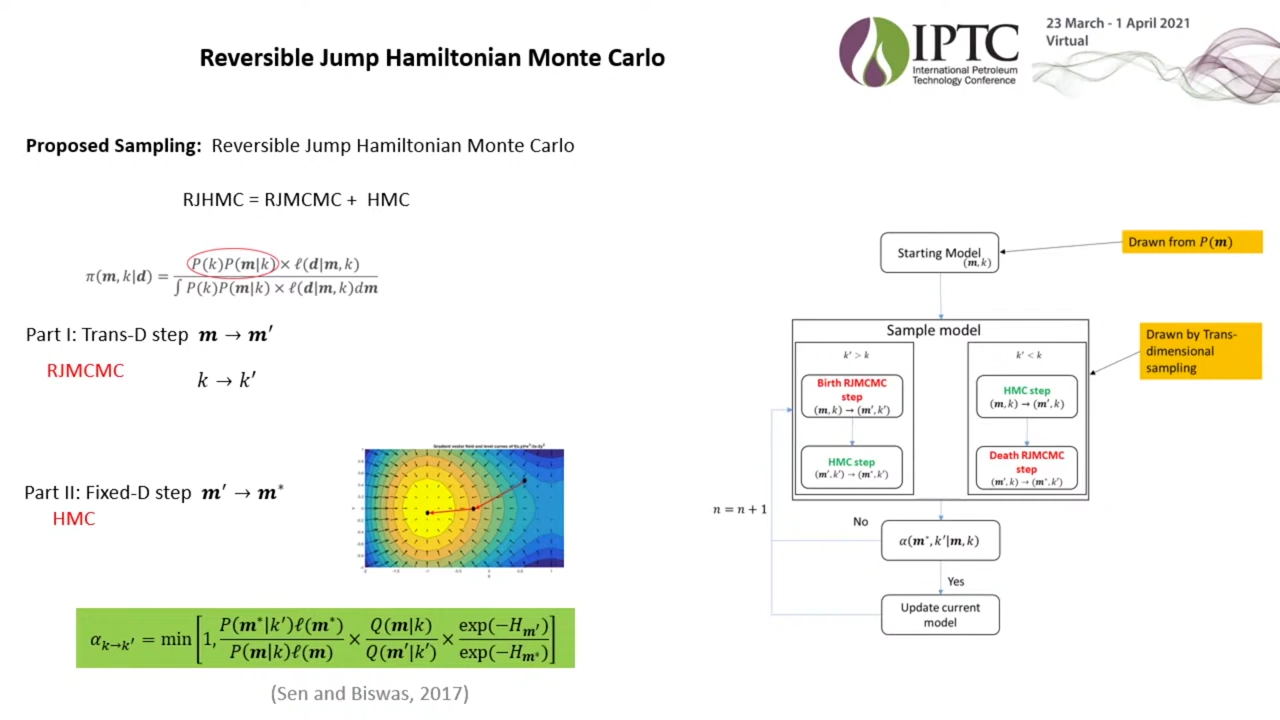 Reversible Jump Hamiltonian Monte Carlo
IPTC
International Petroleum
Technology Conference
23 March - 1 April 2021
Virtual
Proposed Sampling: Reversible Jump Hamiltonian Monte Carlo
RJHMC = RJMCMC + HMC
π(m, k|d) = P(k)P(m|k) × ℓ(d|m, k) / ∫ P(k)P(m|k) × ℓ(d|m, k)dm
Part I: Trans-D step m → m′
RJMCMC
k → k′
Part II: Fixed-D step m′ → m*
HMC
α k→k′ = min [1, P(m*|k′)ℓ(m*) / P(m|k)ℓ(m) × Q(m|k) / Q(m′|k′) × exp(−H m′) / exp(−H m*)]
(Sen and Biswas, 2017)
Starting Model
(m, k)
Drawn from P(m)
Sample model
k′ > k
Birth RJMCMC
step
(m, k) → (m′, k′)
HMC step
(m′, k′) → (m*, k′)
k′ < k
HMC step
(m, k) → (m′, k)
Death RJMCMC
step
(m′, k) → (m*, k′)
Drawn by Trans-
dimensional
sampling
n = n + 1
No
α(m*, k′|m, k)
Yes
Update current
model